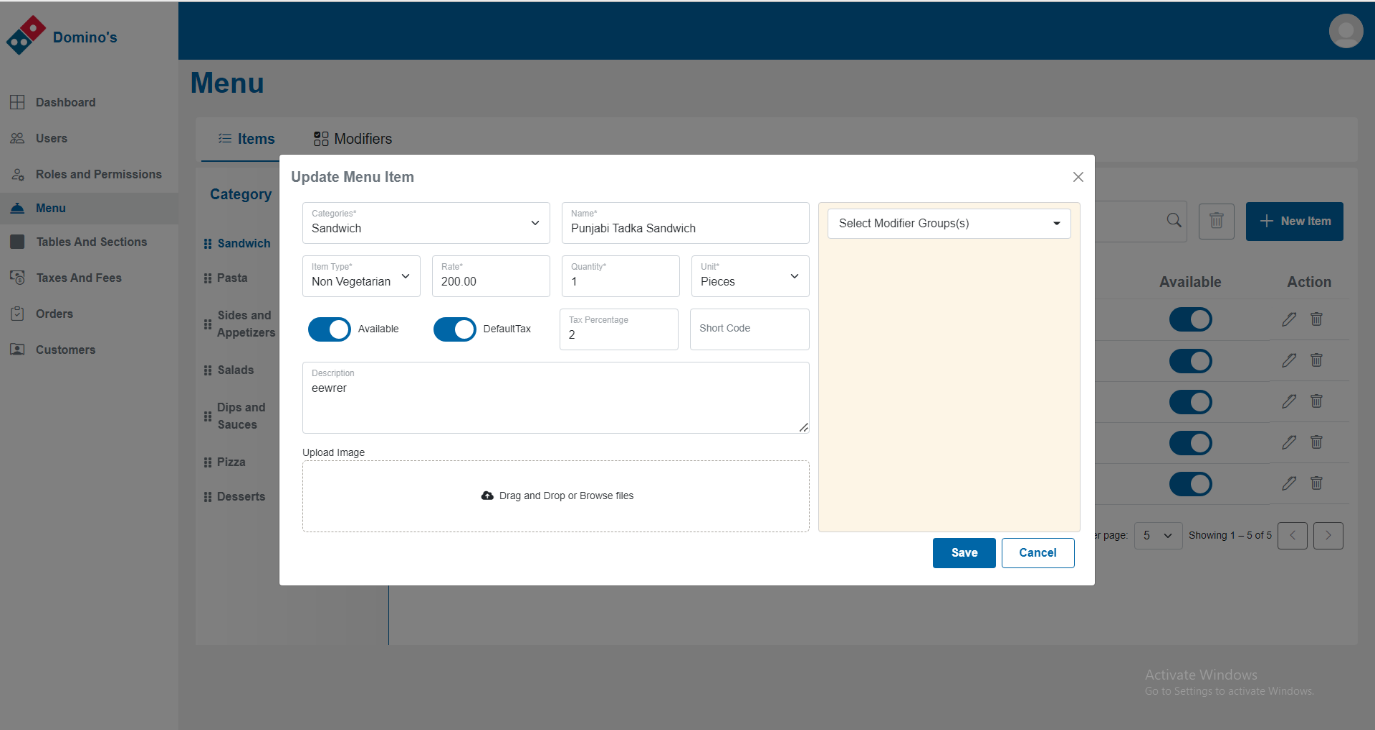 Domino's
Menu
Dashboard
Users
Roles and Permissions
Menu
Tables And Sections
Taxes And Fees
Orders
Customers
Items
Modifiers
Category
Sandwich
Pasta
Sides and
Appetizers
Salads
Dips and
Sauces
Pizza
Desserts
New Item
Available
Action
er page:
5
Showing 1 – 5 of 5
Update Menu Item
Categories*
Sandwich
Name*
Punjabi Tadka Sandwich
Item Type*
Non Vegetarian
Rate*
200.00
Quantity*
1
Unit*
Pieces
Available
DefaultTax
Tax Percentage
2
Short Code
Description
eewrer
Upload Image
Drag and Drop or Browse files
Select Modifier Groups(s)
Save
Cancel
Activate Windows
Go to Settings to activate Windows.